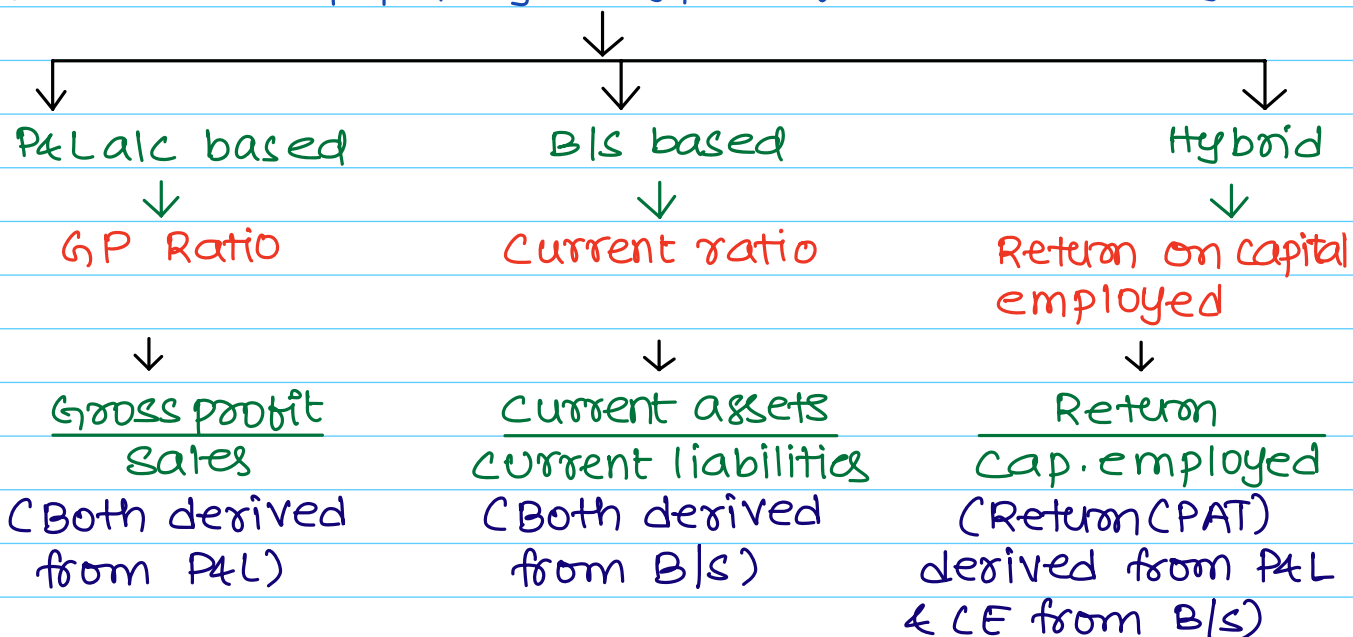 P&L a/c based B/S based Hybrid
GP Ratio Current ratio Return on capital
employed
Gross profit Current assets Return
Sales Current liabilities Cap. employed
(Both derived (Both derived (Return (PAT)
from P&L) from B/S) derived from P&L
& CE from B/S)